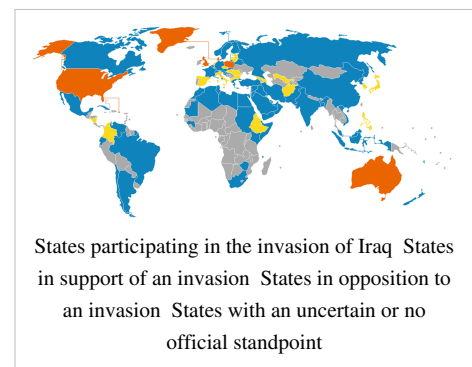 States participating in the invasion of Iraq  States
in support of an invasion  States in opposition to
an invasion  States with an uncertain or no
official standpoint